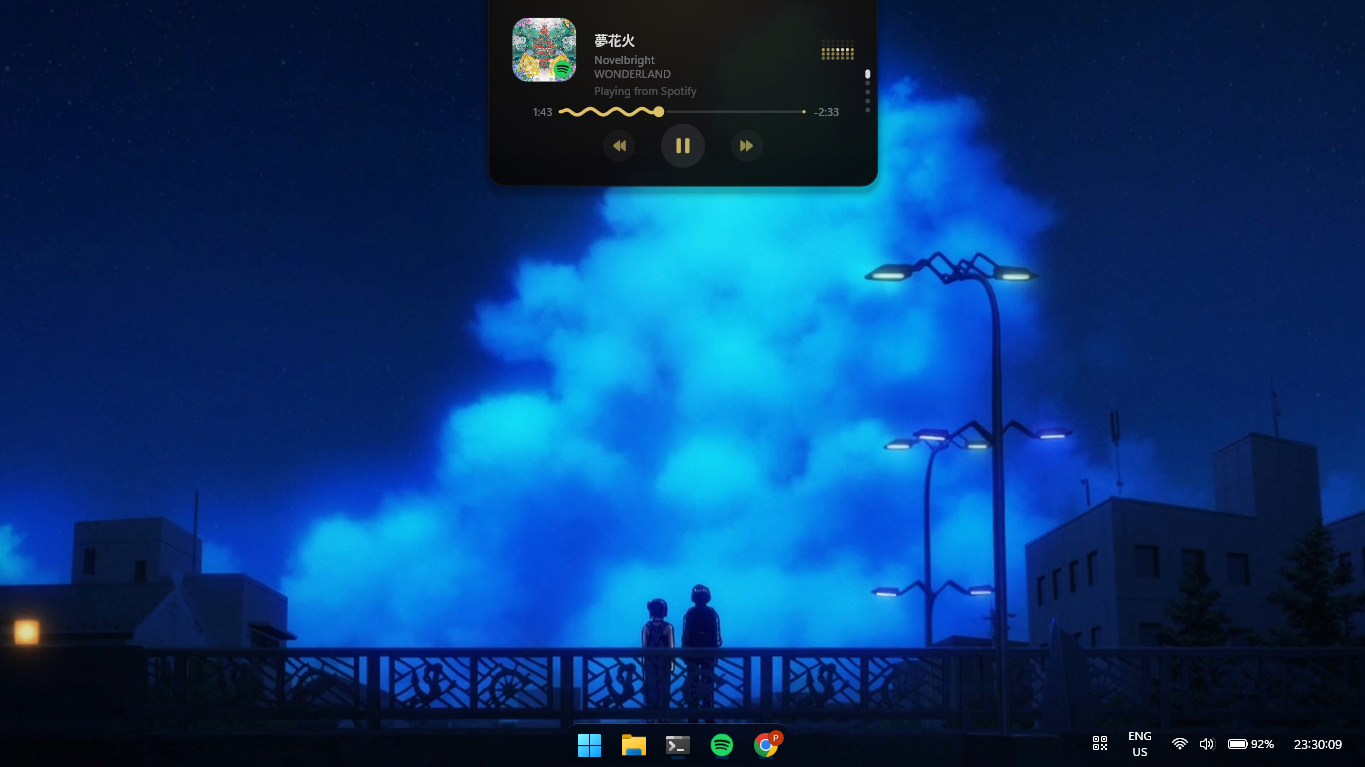 夢花火
Novelbright
WONDERLAND
Playing from Spotify
1:43
-2:33
P
ENG
US
92%
23:30:09